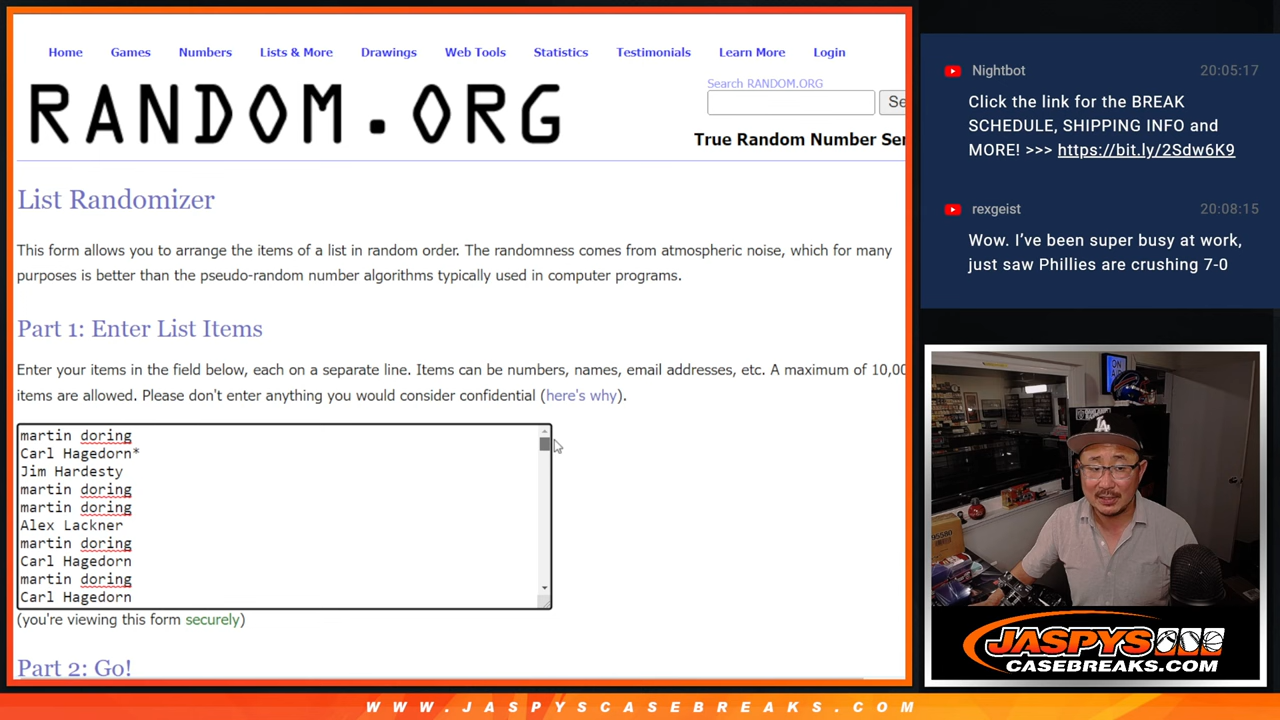 Home Games Numbers Lists & More Drawings Web Tools Statistics Testimonials Learn More Login
RANDOM.ORG
Search RANDOM.ORG
True Random Number Ser
List Randomizer
This form allows you to arrange the items of a list in random order. The randomness comes from atmospheric noise, which for many
purposes is better than the pseudo-random number algorithms typically used in computer programs.
Part 1: Enter List Items
Enter your items in the field below, each on a separate line. Items can be numbers, names, email addresses, etc. A maximum of 10,00
items are allowed. Please don't enter anything you would consider confidential (here's why).
martin doring
Carl Hagedorn*
Jim Hardesty
martin doring
martin doring
Alex Lackner
martin doring
Carl Hagedorn
martin doring
Carl Hagedorn
(you're viewing this form securely)
Part 2: Go!
Nightbot 20:05:17
Click the link for the BREAK
SCHEDULE, SHIPPING INFO and
MORE! >>> https://bit.ly/2Sdw6K9
rexgeist 20:08:15
Wow. I've been super busy at work,
just saw Phillies are crushing 7-0
ON
LA
JASPYS
CASEBREAKS.COM
WWW.JASPYSCASEBREAKS.COM